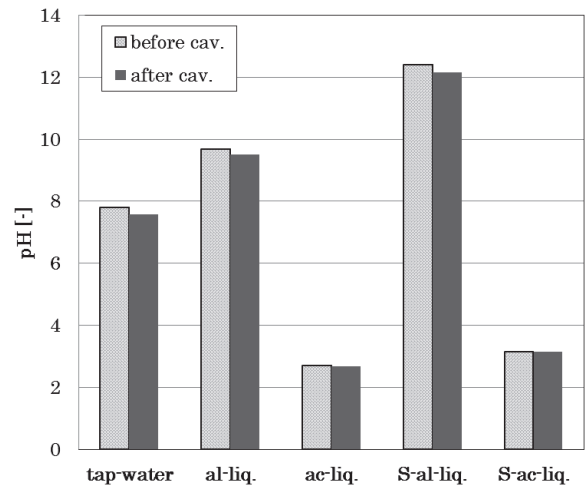 14
12
10
8
6
4
2
0
pH [-]
before cav.
after cav.
tap-water al-liq. ac-liq. S-al-liq. S-ac-liq.